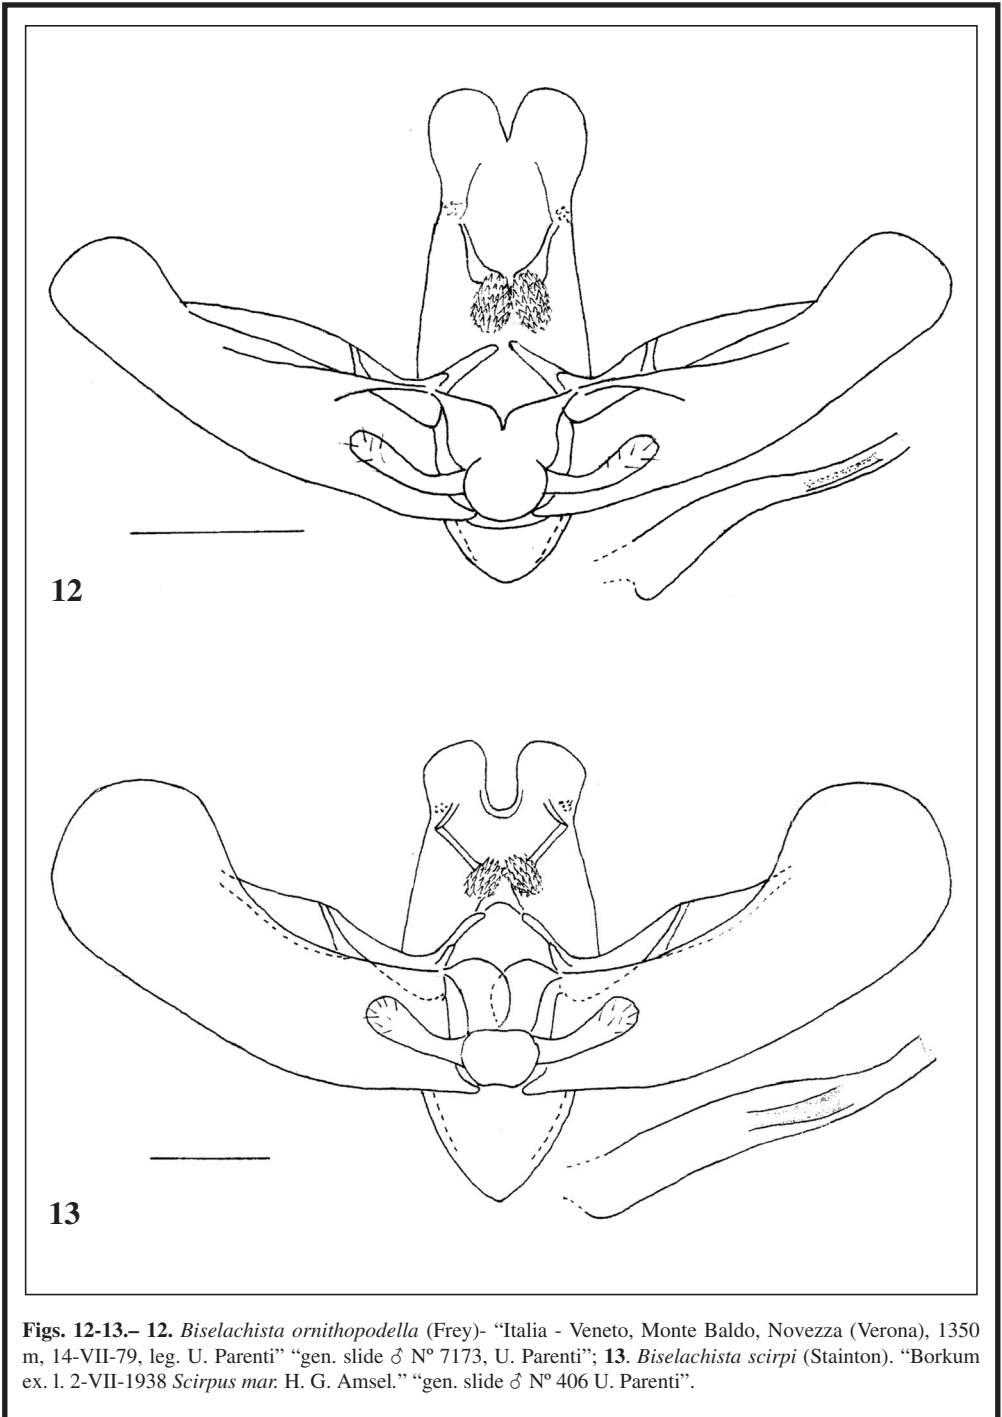 12
13
Figs. 12-13.– 12. Biselachista ornithopodella (Frey)- “Italia - Veneto, Monte Baldo, Novezza (Verona), 1350
m, 14-VII-79, leg. U. Parenti” “gen. slide ♂ Nº 7173, U. Parenti”; 13. Biselachista scirpi (Stainton). “Borkum
ex. l. 2-VII-1938 Scirpus mar. H. G. Amsel.” “gen. slide ♂ Nº 406 U. Parenti”.